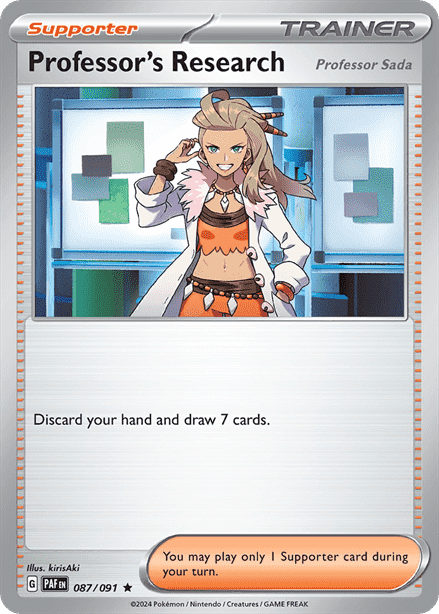 Supporter TRAINER
Professor's Research Professor Sada
Discard your hand and draw 7 cards.
Illus. kirisAki
You may play only 1 Supporter card during
your turn.
G PAF EN 087/091 ★
©2024 Pokémon / Nintendo / Creatures / GAME FREAK